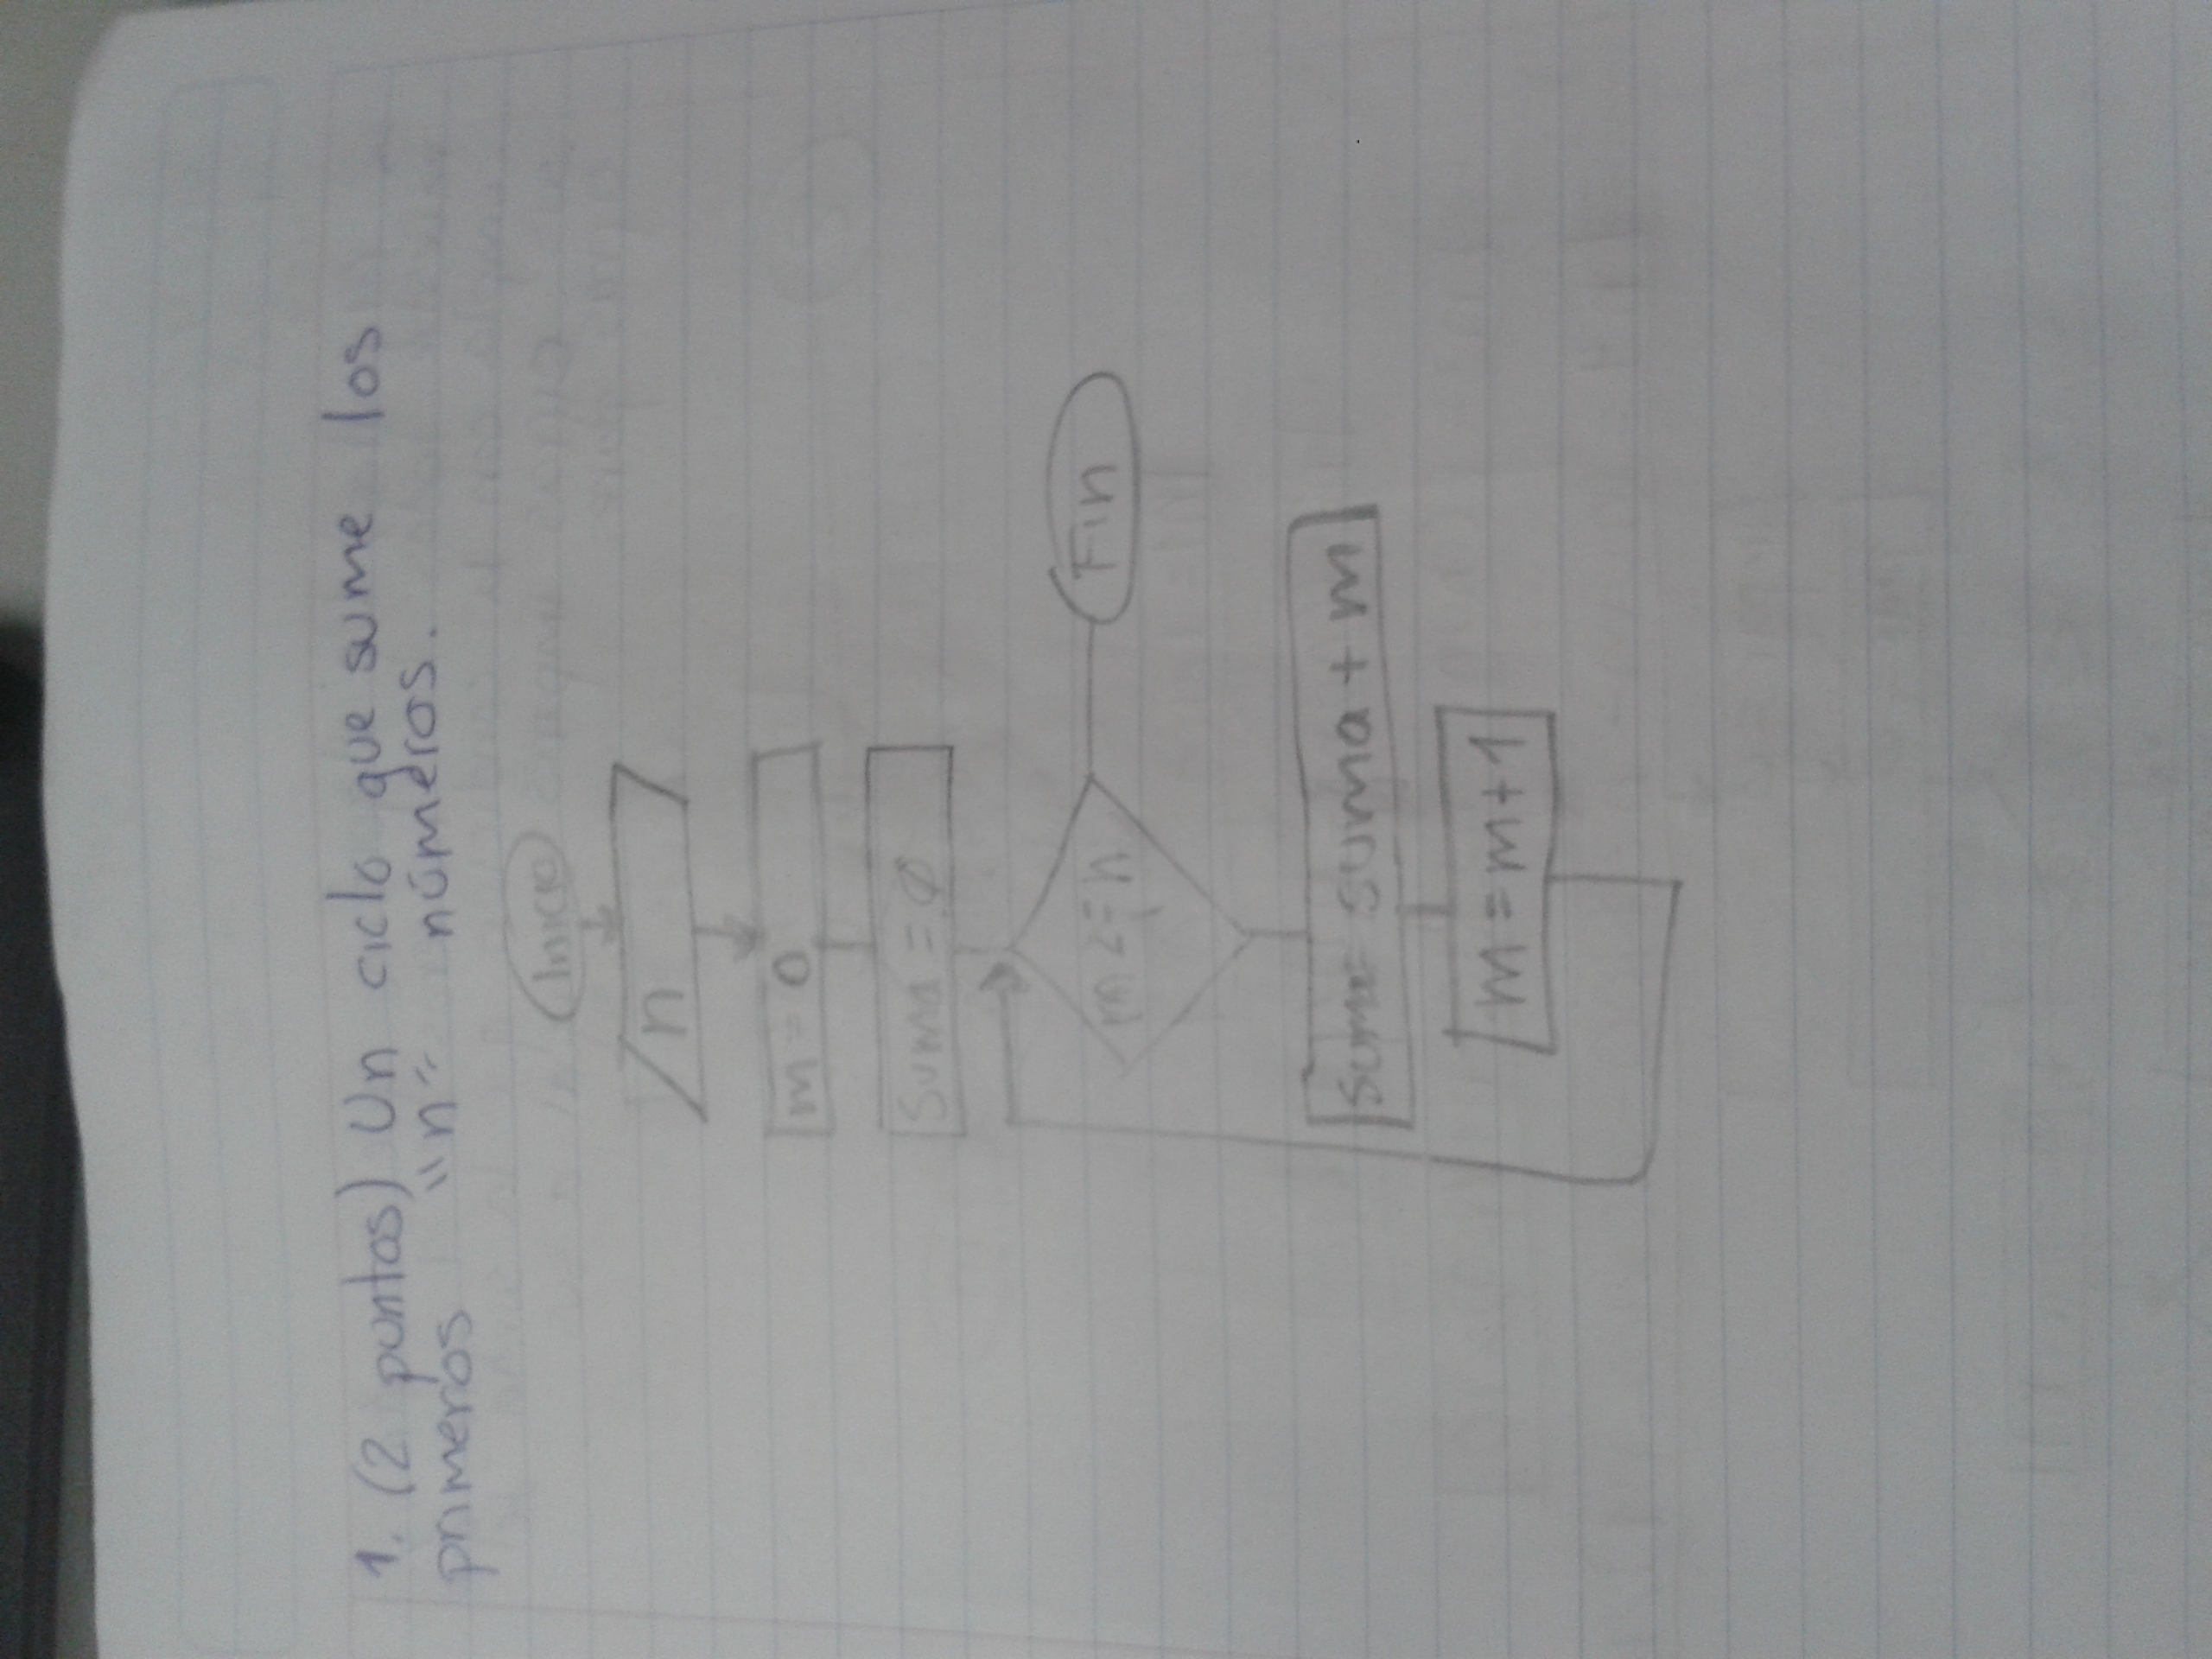 1. (2 puntos) Un ciclo que sume los
primeros "n" números.
Inicio
n
m = 0
Suma = Ø
m <= n
Fin
Suma = suma + m
m = m + 1